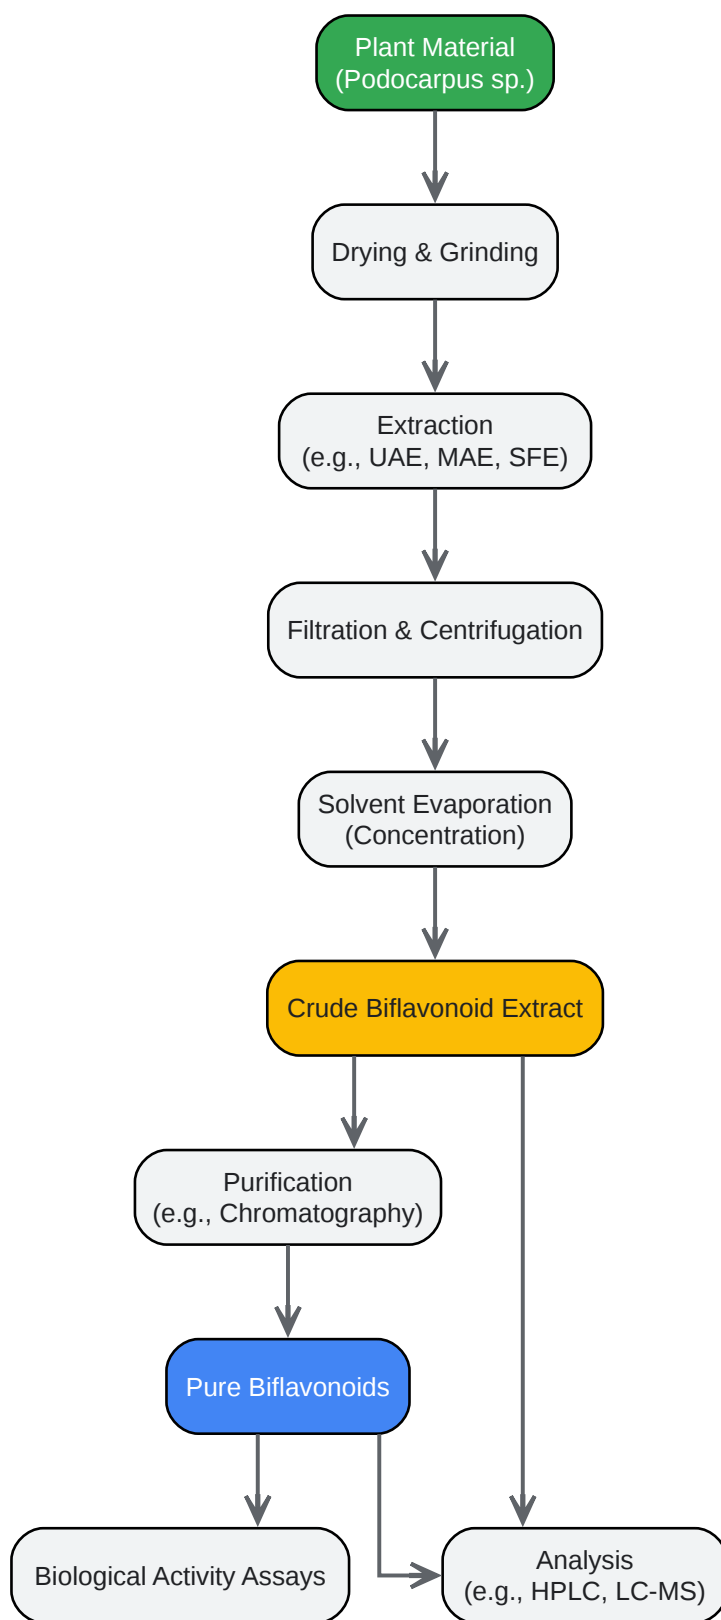 Plant Material
(Podocarpus sp.)
Drying & Grinding
Extraction
(e.g., UAE, MAE, SFE)
Filtration & Centrifugation
Solvent Evaporation
(Concentration)
Crude Biflavonoid Extract
Purification
(e.g., Chromatography)
Pure Biflavonoids
Biological Activity Assays
Analysis
(e.g., HPLC, LC-MS)